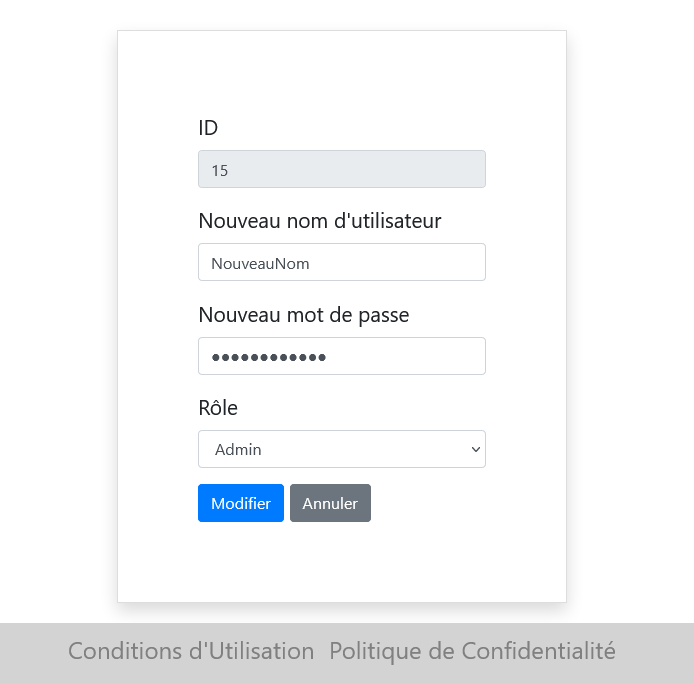 ID
15
Nouveau nom d'utilisateur
NouveauNom
Nouveau mot de passe
●●●●●●●●●●●●
Rôle
Admin
Modifier Annuler
Conditions d'Utilisation Politique de Confidentialité